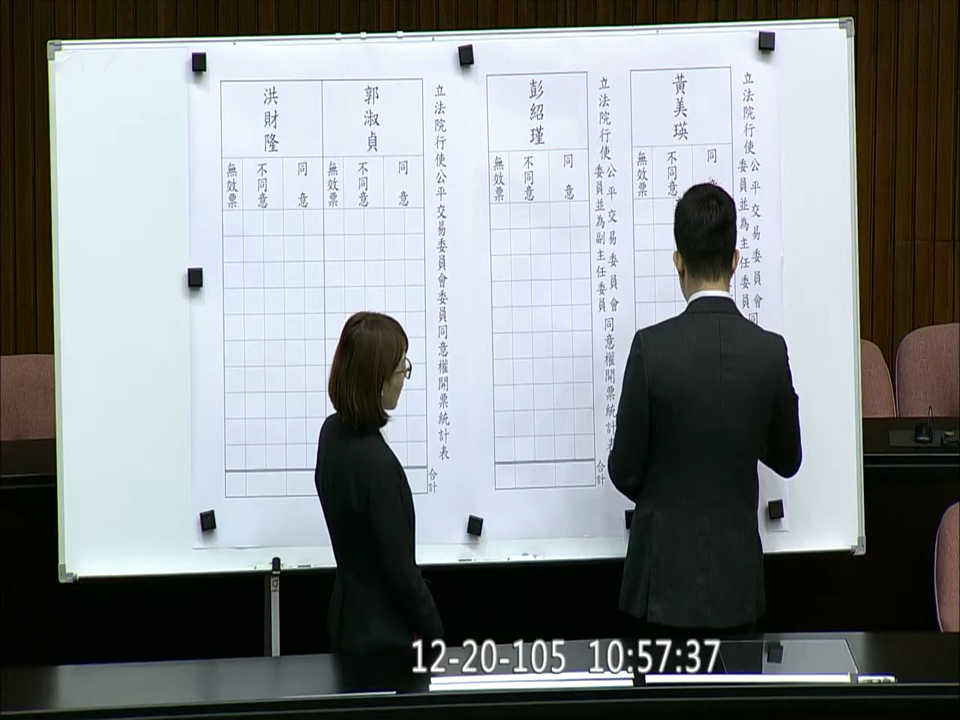 立法院行使公平交易委員會
委員並為主任委員同
黃美瑛
同
不同意
無效票
立法院行使公平交易委員會同意權開票統計表
委員並為副主任委員
彭紹瑾
同意
不同意
無效票
合計
立法院行使公平交易委員會委員同意權開票統計表
郭淑貞
同意
不同意
無效票
洪財隆
同意
不同意
無效票
合計
12-20-105 10:57:37